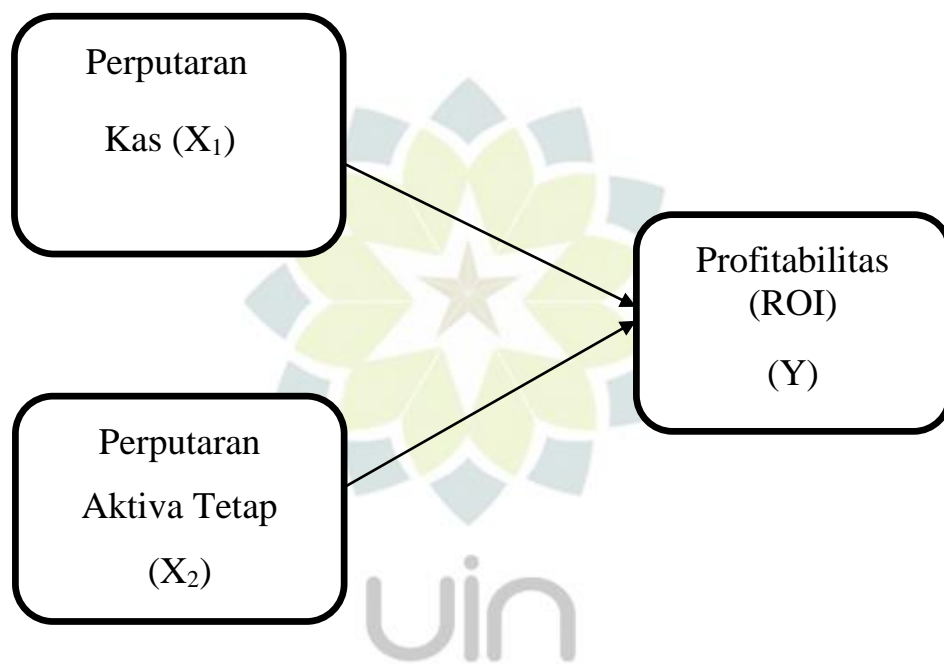 Perputaran
Kas (X₁)
Profitabilitas
(ROI)
(Y)
Perputaran
Aktiva Tetap
(X₂)
uin